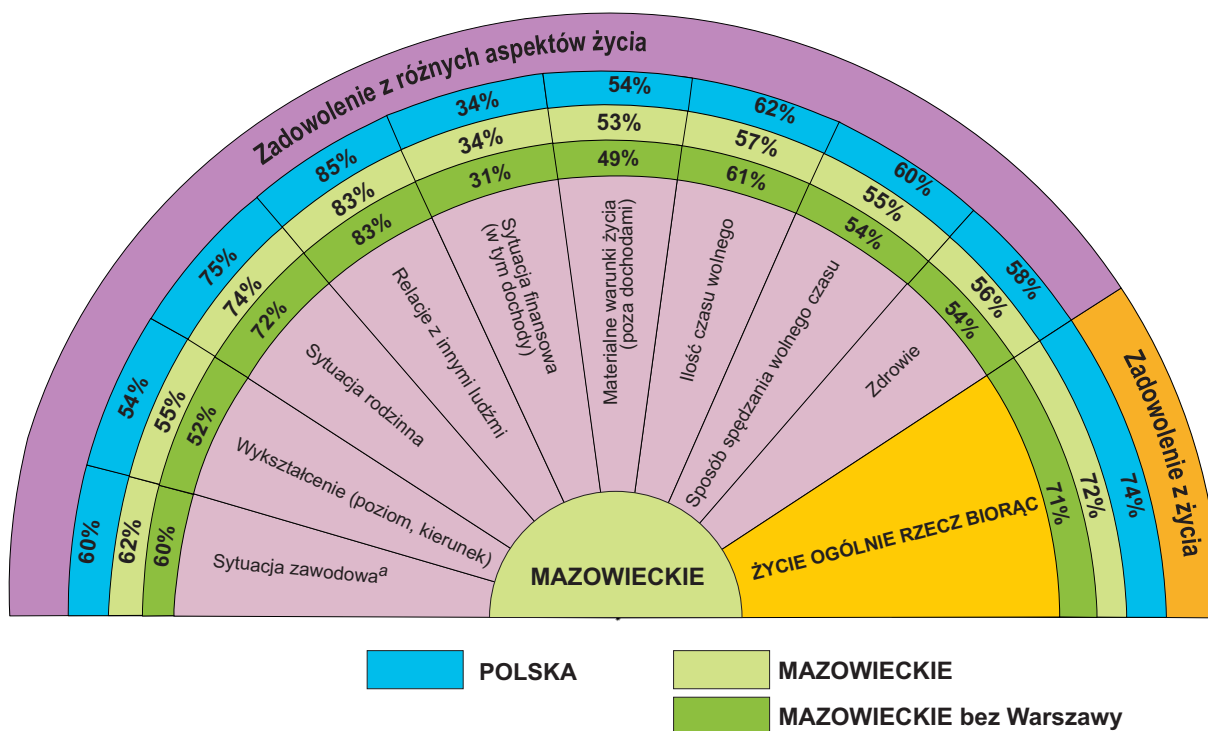 Zadowolenie z różnych aspektów życia
Zadowolenie z życia
60%
54%
75%
85%
34%
54%
62%
60%
58%
74%
62%
55%
74%
83%
34%
53%
57%
55%
56%
72%
60%
52%
72%
83%
31%
49%
61%
54%
54%
71%
Sytuacja zawodowaᵃ
Wykształcenie (poziom, kierunek)
Sytuacja rodzinna
Relacje z innymi ludźmi
Sytuacja finansowa
(w tym dochody)
Materialne warunki życia
(poza dochodami)
Ilość czasu wolnego
Sposób spędzania wolnego czasu
Zdrowie
ŻYCIE OGÓLNIE RZECZ BIORĄC
MAZOWIECKIE
POLSKA
MAZOWIECKIE
MAZOWIECKIE bez Warszawy